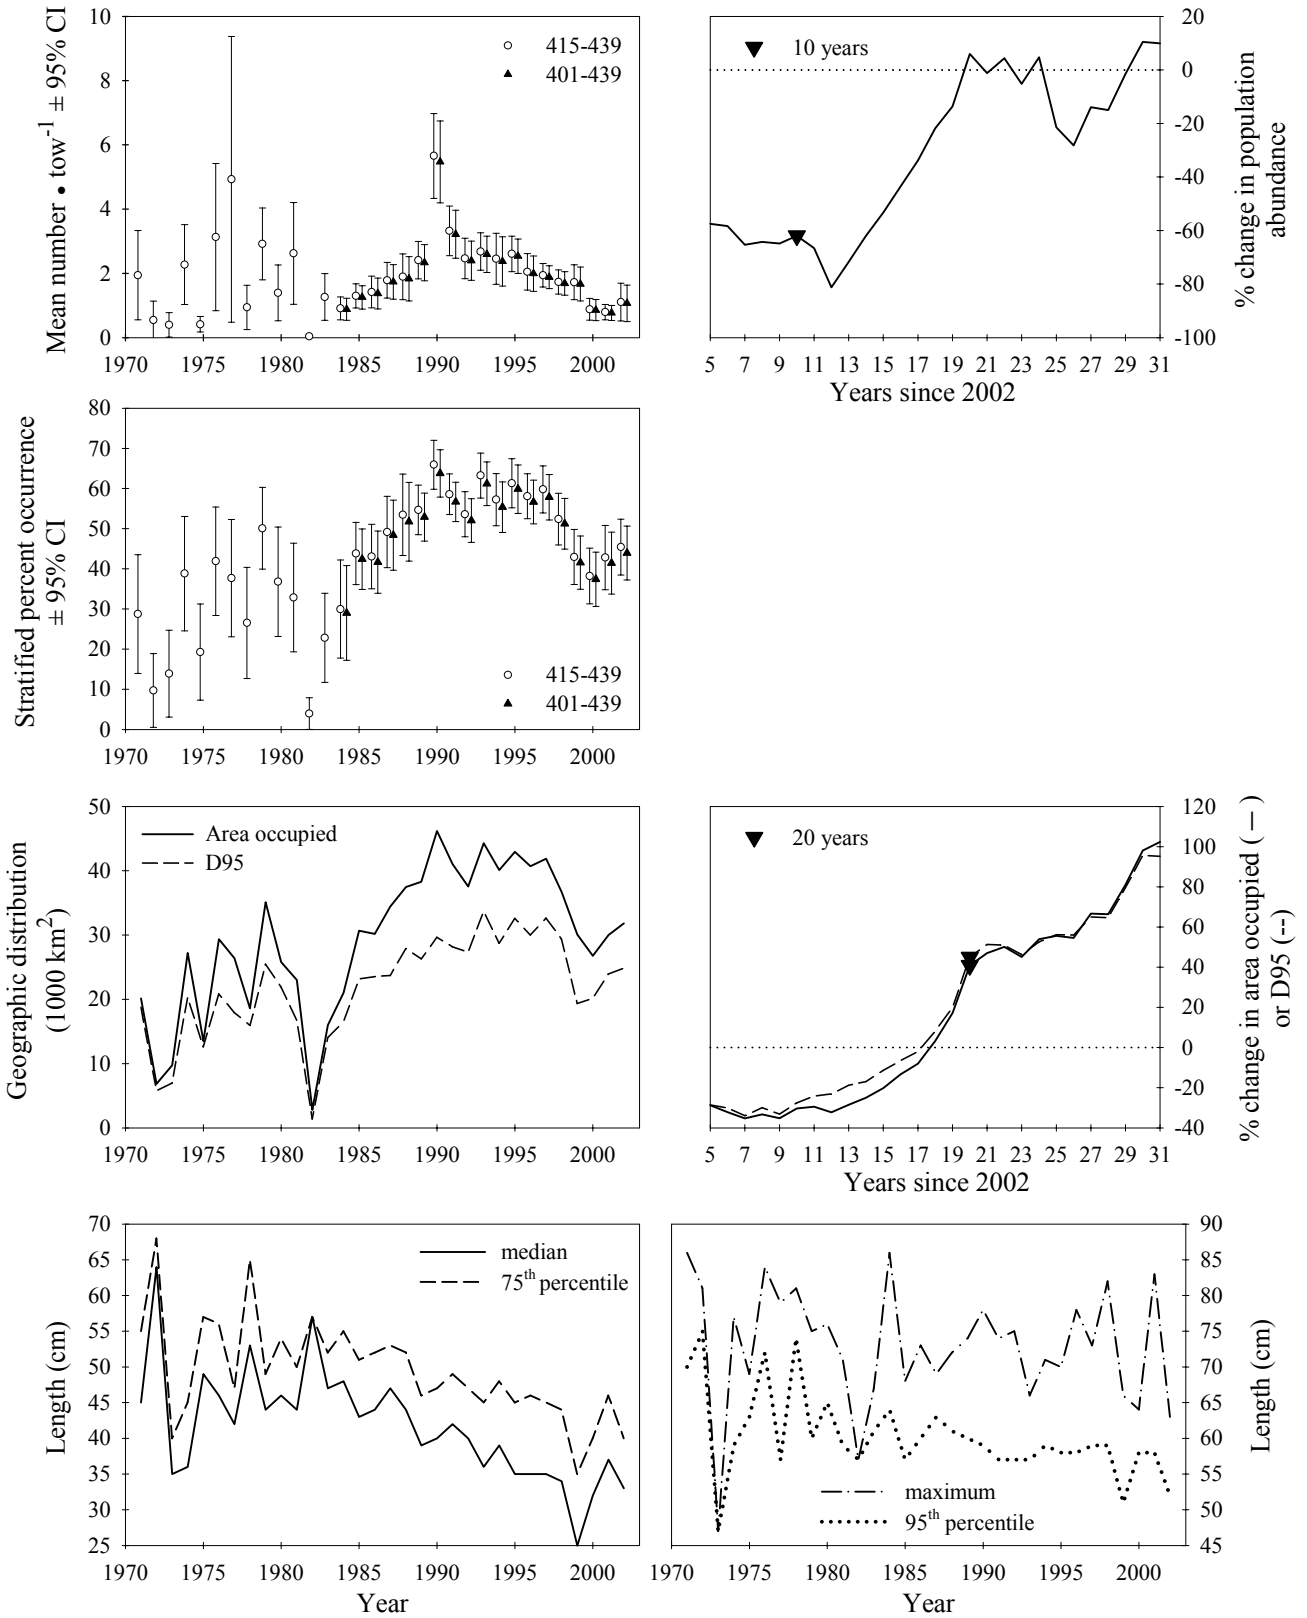 Mean number • tow-1 ± 95% CI
10
8
6
4
2
0
415-439
401-439
1970 1975 1980 1985 1990 1995 2000
10 years
20
0
-20
-40
-60
-80
-100
% change in population
abundance
5 7 9 11 13 15 17 19 21 23 25 27 29 31
Years since 2002
Stratified percent occurrence
± 95% CI
80
70
60
50
40
30
20
10
0
415-439
401-439
1970 1975 1980 1985 1990 1995 2000
Geographic distribution
(1000 km2)
50
40
30
20
10
0
Area occupied
D95
1970 1975 1980 1985 1990 1995 2000
20 years
120
100
80
60
40
20
0
-20
-40
% change in area occupied (—)
or D95 (--)
5 7 9 11 13 15 17 19 21 23 25 27 29 31
Years since 2002
Length (cm)
70
65
60
55
50
45
40
35
30
25
median
75th percentile
1970 1975 1980 1985 1990 1995 2000
Year
90
85
80
75
70
65
60
55
50
45
Length (cm)
maximum
95th percentile
1970 1975 1980 1985 1990 1995 2000
Year